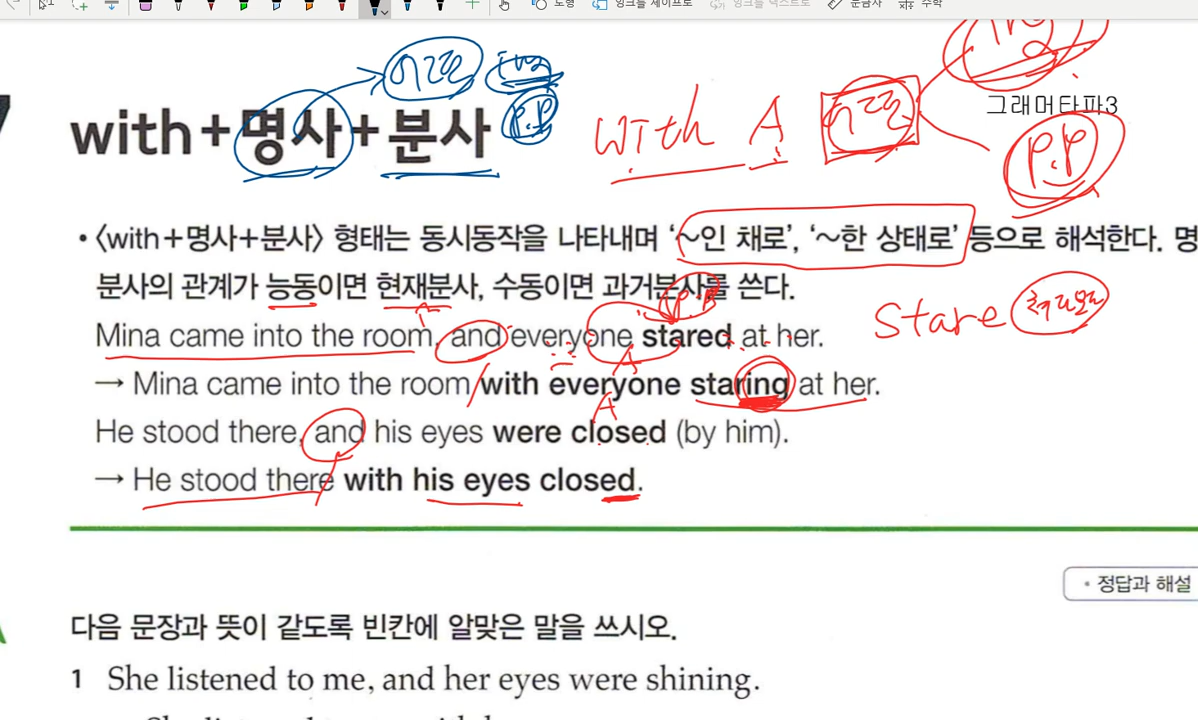 도형 잉크를 셰이프로 잉크를 텍스트로 눈금자 수학
어Z로 ing
p.p
with+명사+분사
with A
ing
그래머타파3
p.p
• 〈with+명사+분사〉 형태는 동시동작을 나타내며 ‘~인 채로’, ‘~한 상태로’ 등으로 해석한다. 명
분사의 관계가 능동이면 현재분사, 수동이면 과거분사를 쓴다.
Stare
Mina came into the room, and everyone stared at her.
A
→ Mina came into the room with everyone staring at her.
A
He stood there, and his eyes were closed (by him).
→ He stood there with his eyes closed.
• 정답과 해설
다음 문장과 뜻이 같도록 빈칸에 알맞은 말을 쓰시오.
1 She listened to me, and her eyes were shining.